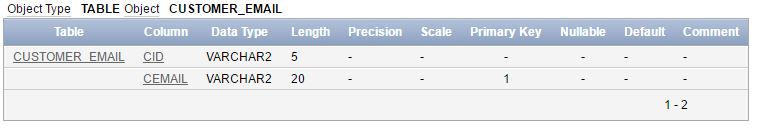 Object Type TABLE Object CUSTOMER_EMAIL
Table Column Data Type Length Precision Scale Primary Key Nullable Default Comment
CUSTOMER_EMAIL CID VARCHAR2 5 - - - - - -
CEMAIL VARCHAR2 20 - - 1 - - -
1 - 2